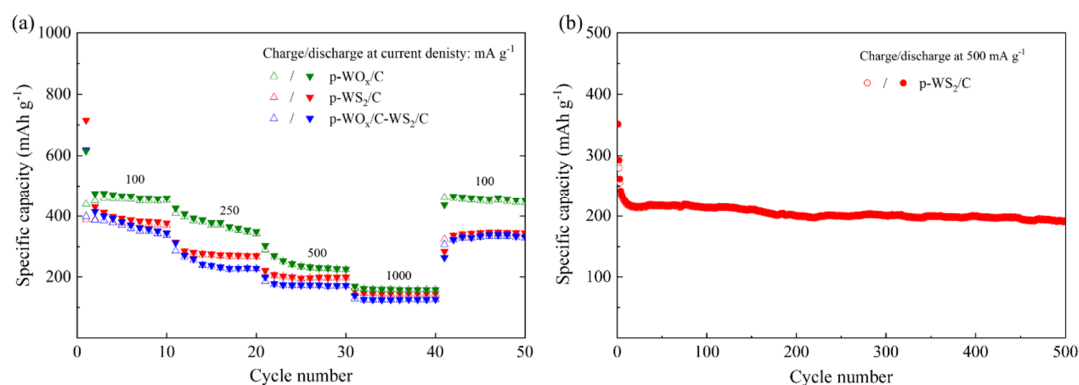 (a)
1000
800
600
400
200
0
10
20
30
40
50
Specific capacity (mAh g⁻¹)
Cycle number
Charge/discharge at current denisty: mA g⁻¹
△ / ▼ p-WOₓ/C
△ / ▼ p-WS₂/C
△ / ▼ p-WOₓ/C-WS₂/C
100
250
500
1000
100
(b)
500
400
300
200
100
0
0
100
200
300
400
500
Specific capacity (mAh g⁻¹)
Cycle number
Charge/discharge at 500 mA g⁻¹
○ / ● p-WS₂/C